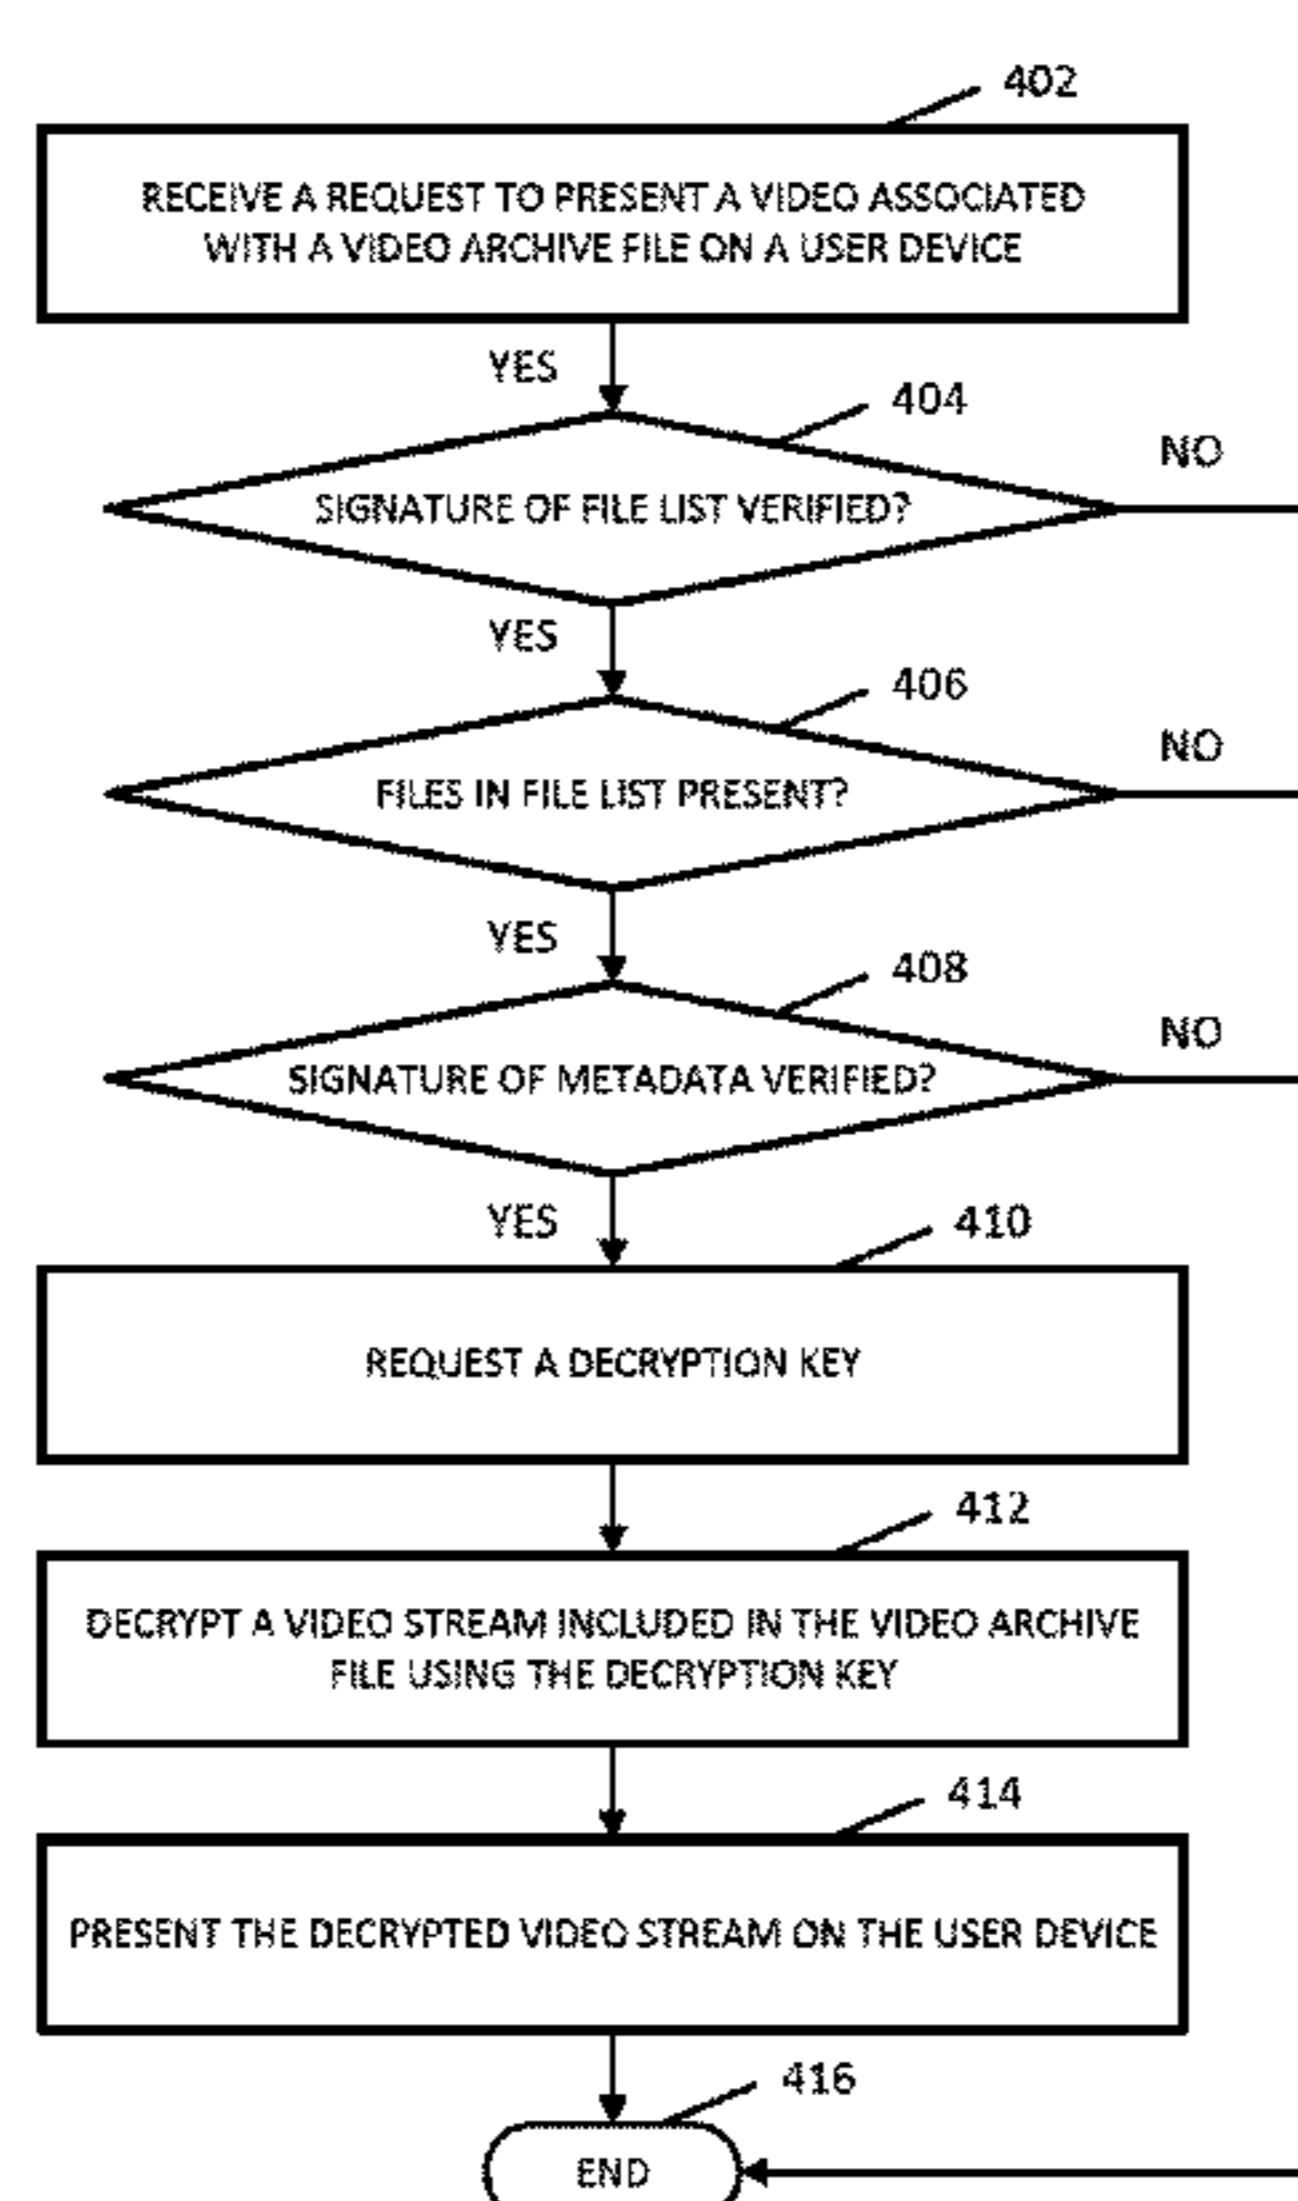 402
RECEIVE A REQUEST TO PRESENT A VIDEO ASSOCIATED
WITH A VIDEO ARCHIVE FILE ON A USER DEVICE
YES
404
NO
SIGNATURE OF FILE LIST VERIFIED?
YES
406
NO
FILES IN FILE LIST PRESENT?
YES
408
NO
SIGNATURE OF METADATA VERIFIED?
YES
410
REQUEST A DECRYPTION KEY
412
DECRYPT A VIDEO STREAM INCLUDED IN THE VIDEO ARCHIVE
FILE USING THE DECRYPTION KEY
414
PRESENT THE DECRYPTED VIDEO STREAM ON THE USER DEVICE
416
END